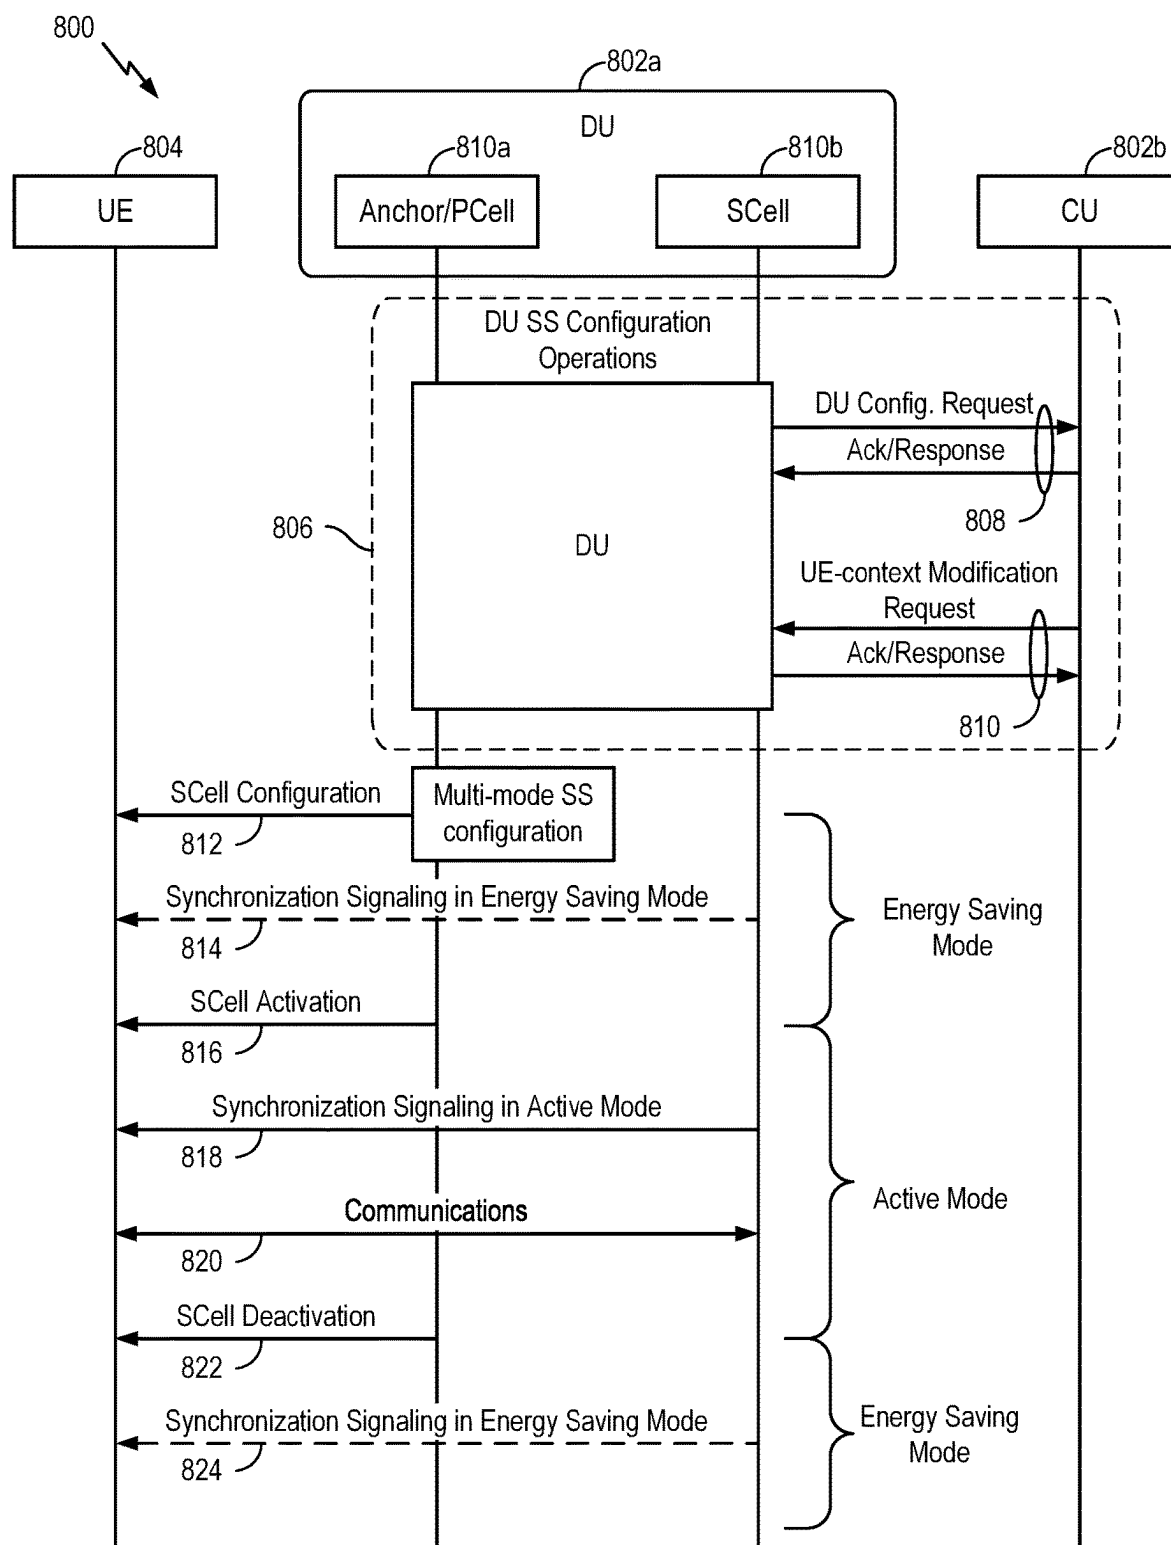 800
802a
DU
804
810a
810b
802b
UE
Anchor/PCell
SCell
CU
DU SS Configuration
Operations
DU Config. Request
Ack/Response
808
806
DU
UE-context Modification
Request
Ack/Response
810
SCell Configuration
812
Multi-mode SS
configuration
Synchronization Signaling in Energy Saving Mode
814
Energy Saving
Mode
SCell Activation
816
Synchronization Signaling in Active Mode
818
Active Mode
Communications
820
SCell Deactivation
822
Synchronization Signaling in Energy Saving Mode
824
Energy Saving
Mode